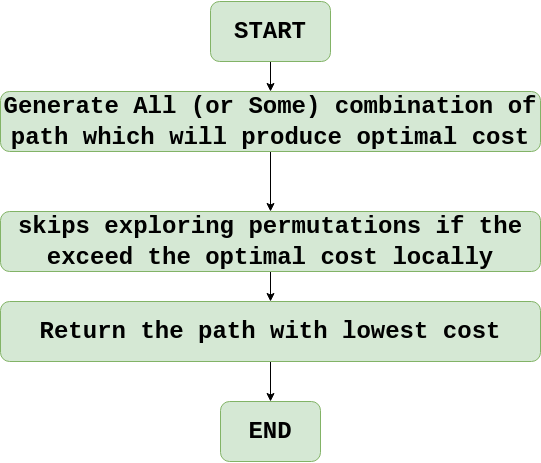 START
Generate All (or Some) combination of
path which will produce optimal cost
skips exploring permutations if the
exceed the optimal cost locally
Return the path with lowest cost
END